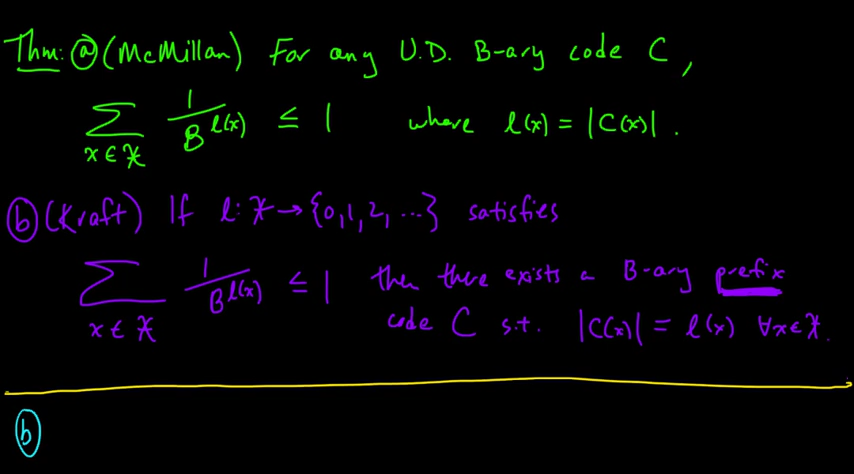 Thm: ⓐ (McMillan) For any U.D. B-ary code C,
∑_{x∈𝒳} 1/B^{ℓ(x)} ≤ 1 where ℓ(x) = |C(x)|.
ⓑ (Kraft) If ℓ: 𝒳→{0,1,2,...} satisfies
∑_{x∈𝒳} 1/B^{ℓ(x)} ≤ 1 then there exists a B-ary prefix
code C s.t. |C(x)| = ℓ(x) ∀x∈𝒳.
ⓑ